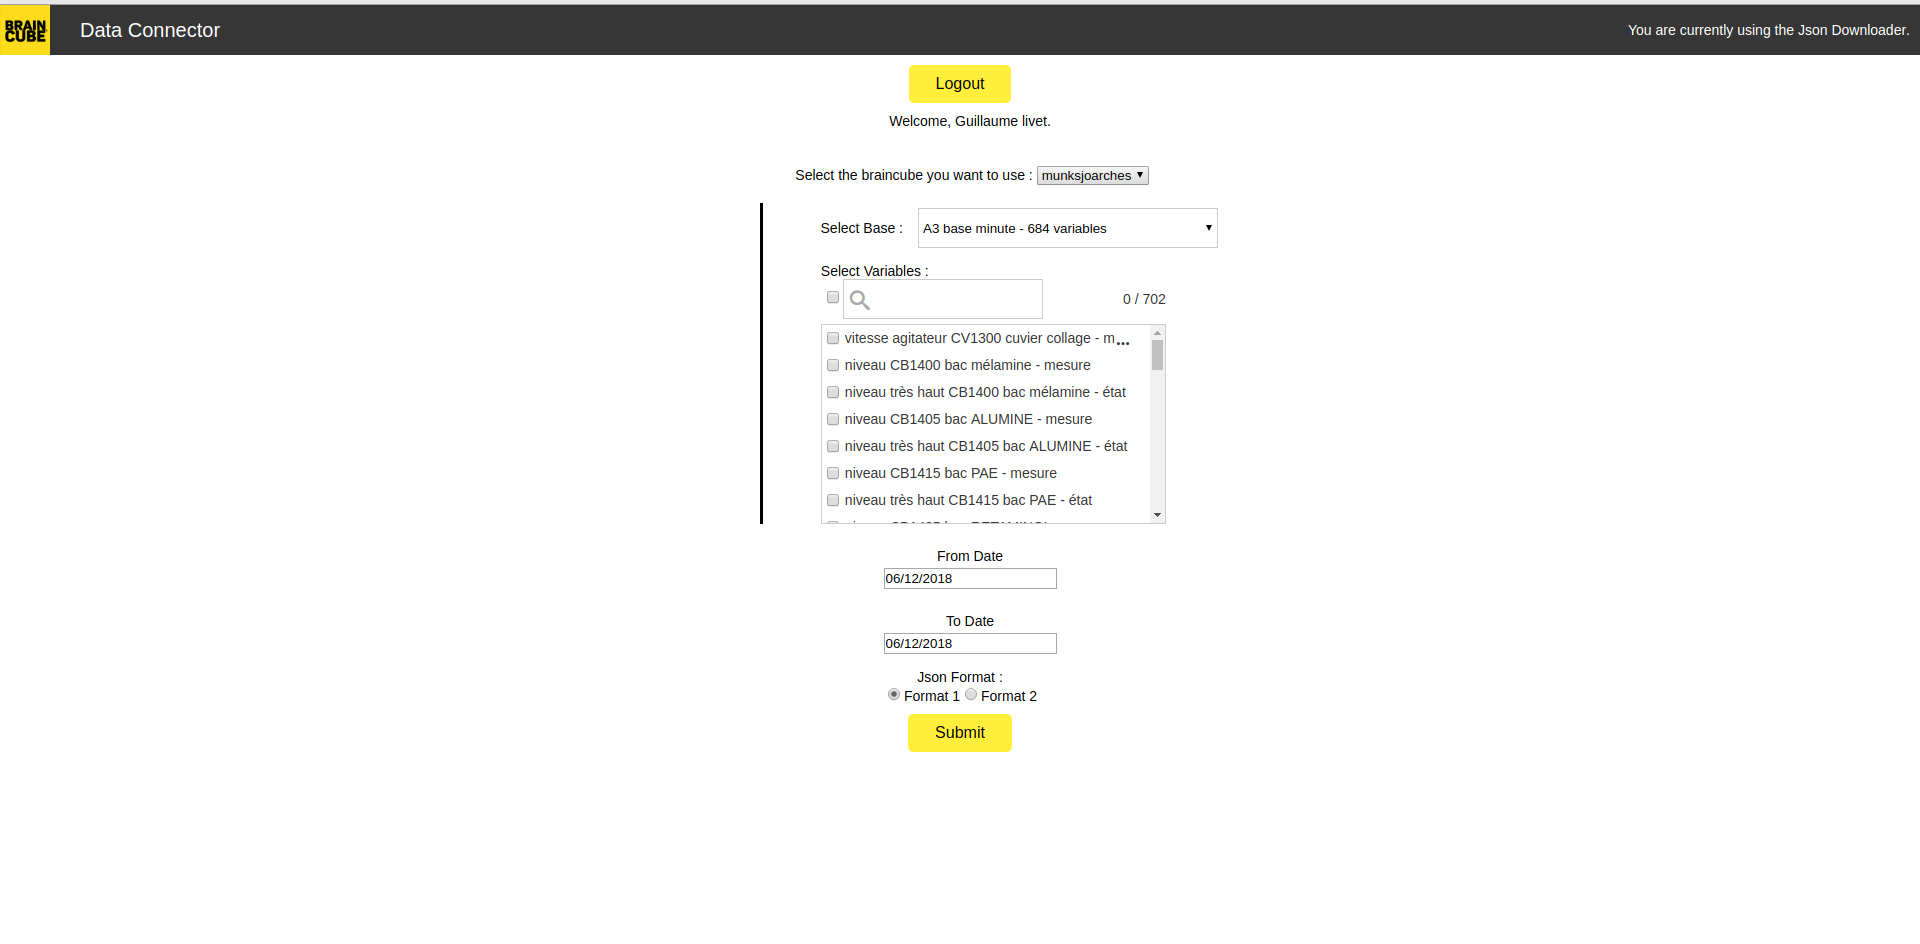 BRAIN
CUBE
Data Connector
You are currently using the Json Downloader.
Logout
Welcome, Guillaume livet.
Select the braincube you want to use : munksjoarches
Select Base : A3 base minute - 684 variables
Select Variables :
0 / 702
vitesse agitateur CV1300 cuvier collage - m...
niveau CB1400 bac mélamine - mesure
niveau très haut CB1400 bac mélamine - état
niveau CB1405 bac ALUMINE - mesure
niveau très haut CB1405 bac ALUMINE - état
niveau CB1415 bac PAE - mesure
niveau très haut CB1415 bac PAE - état
From Date
06/12/2018
To Date
06/12/2018
Json Format :
Format 1 Format 2
Submit